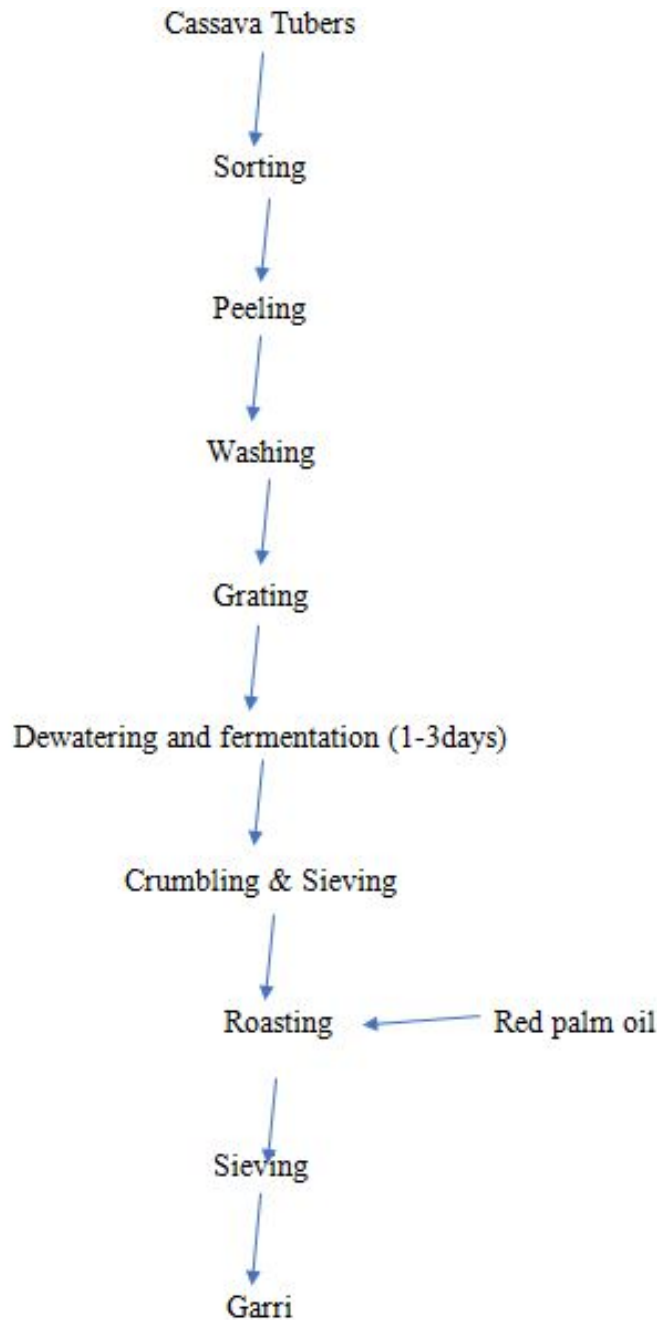 Cassava Tubers
Sorting
Peeling
Washing
Grating
Dewatering and fermentation (1-3days)
Crumbling & Sieving
Roasting
Red palm oil
Sieving
Garri